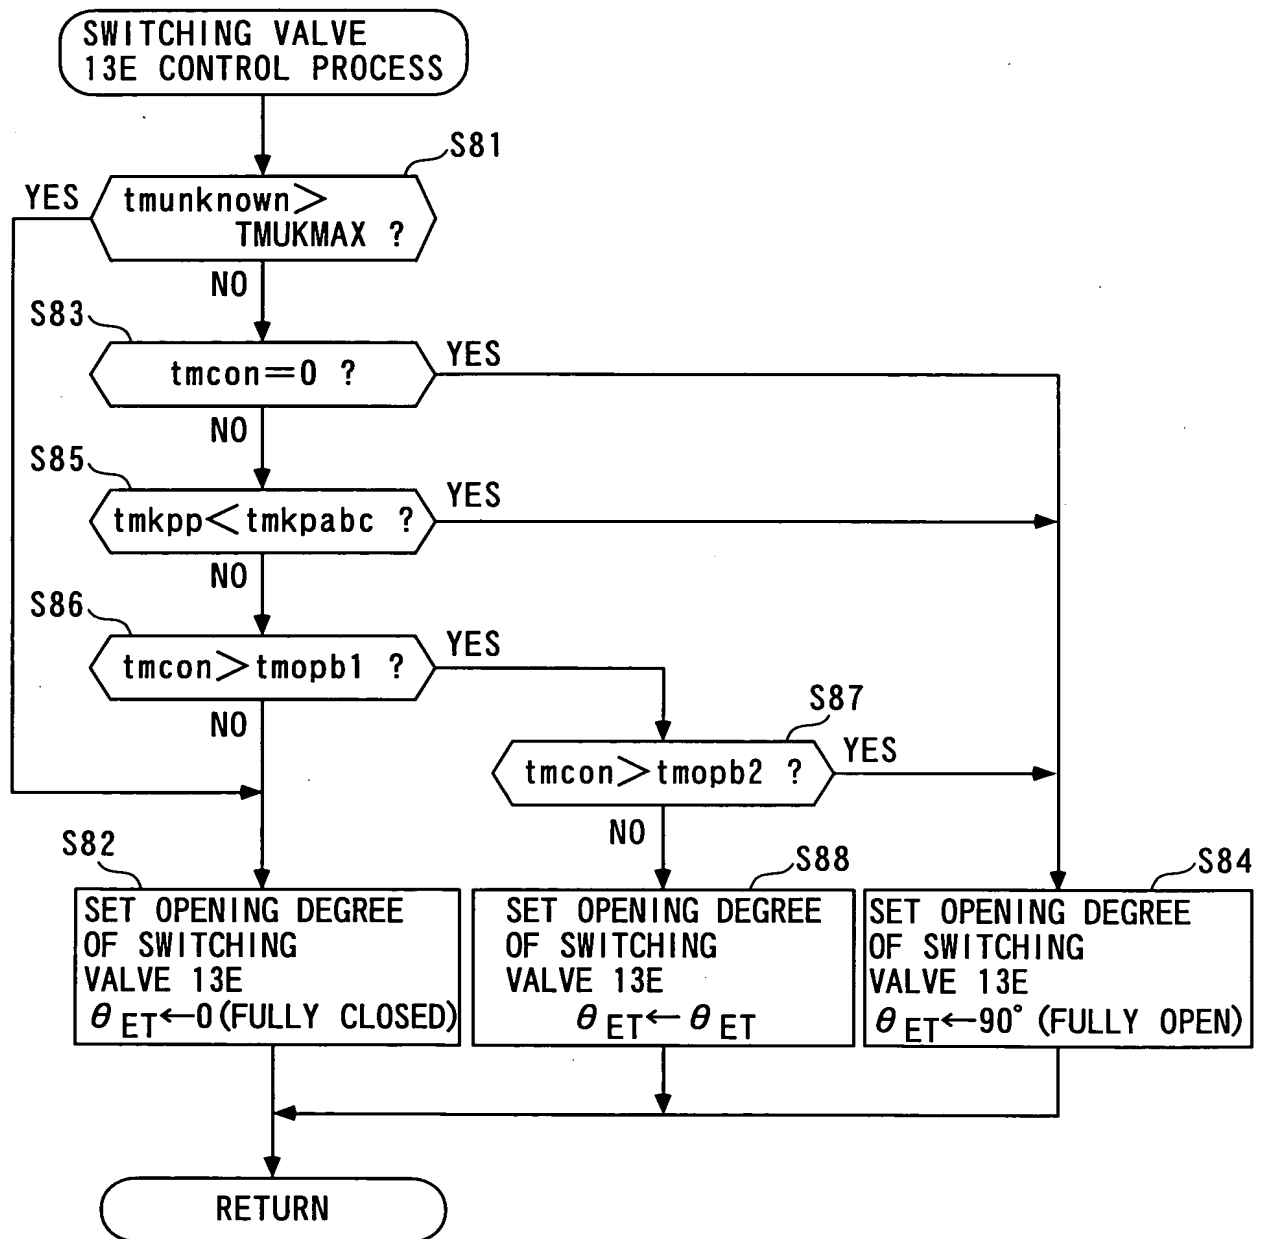 SWITCHING VALVE
13E CONTROL PROCESS
S81
YES
tmunknown>
TMUKMAX ?
NO
S83
YES
tmcon=0 ?
NO
S85
YES
tmkpp<tmkpabc ?
NO
S86
YES
tmcon>tmopb1 ?
NO
S87
YES
tmcon>tmopb2 ?
NO
S82
SET OPENING DEGREE
OF SWITCHING
VALVE 13E
θET←0(FULLY CLOSED)
S88
SET OPENING DEGREE
OF SWITCHING
VALVE 13E
θET←θET
S84
SET OPENING DEGREE
OF SWITCHING
VALVE 13E
θET←90° (FULLY OPEN)
RETURN